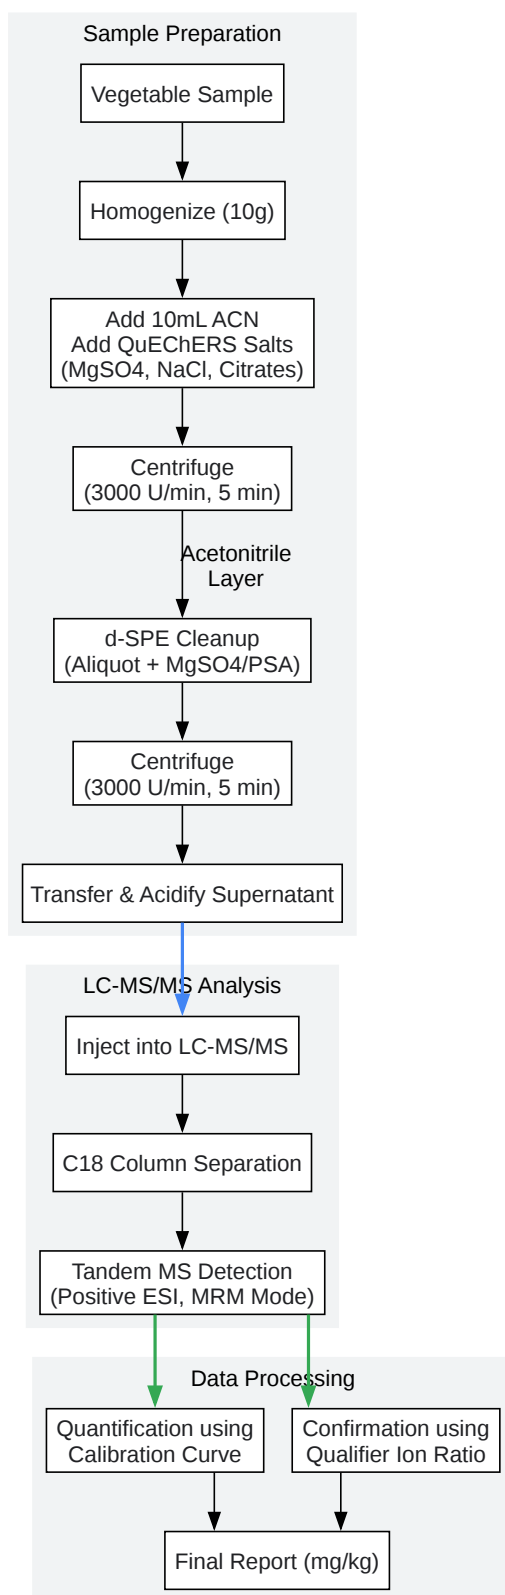 Sample Preparation
Vegetable Sample
Homogenize (10g)
Add 10mL ACN
Add QuEChERS Salts
(MgSO4, NaCl, Citrates)
Centrifuge
(3000 U/min, 5 min)
Acetonitrile
Layer
d-SPE Cleanup
(Aliquot + MgSO4/PSA)
Centrifuge
(3000 U/min, 5 min)
Transfer & Acidify Supernatant
LC-MS/MS Analysis
Inject into LC-MS/MS
C18 Column Separation
Tandem MS Detection
(Positive ESI, MRM Mode)
Data Processing
Quantification using
Calibration Curve
Confirmation using
Qualifier Ion Ratio
Final Report (mg/kg)